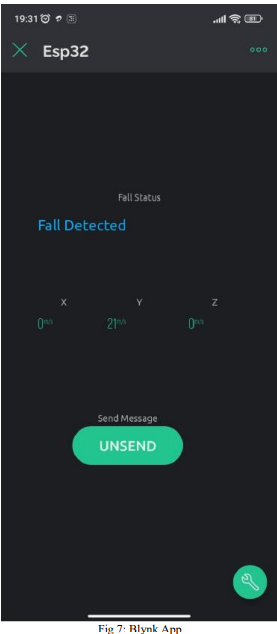 19:31
Esp32
Fall Status
Fall Detected
X Y Z
0m/s 21m/s 0m/s
Send Message
UNSEND
Fig 7: Blynk App